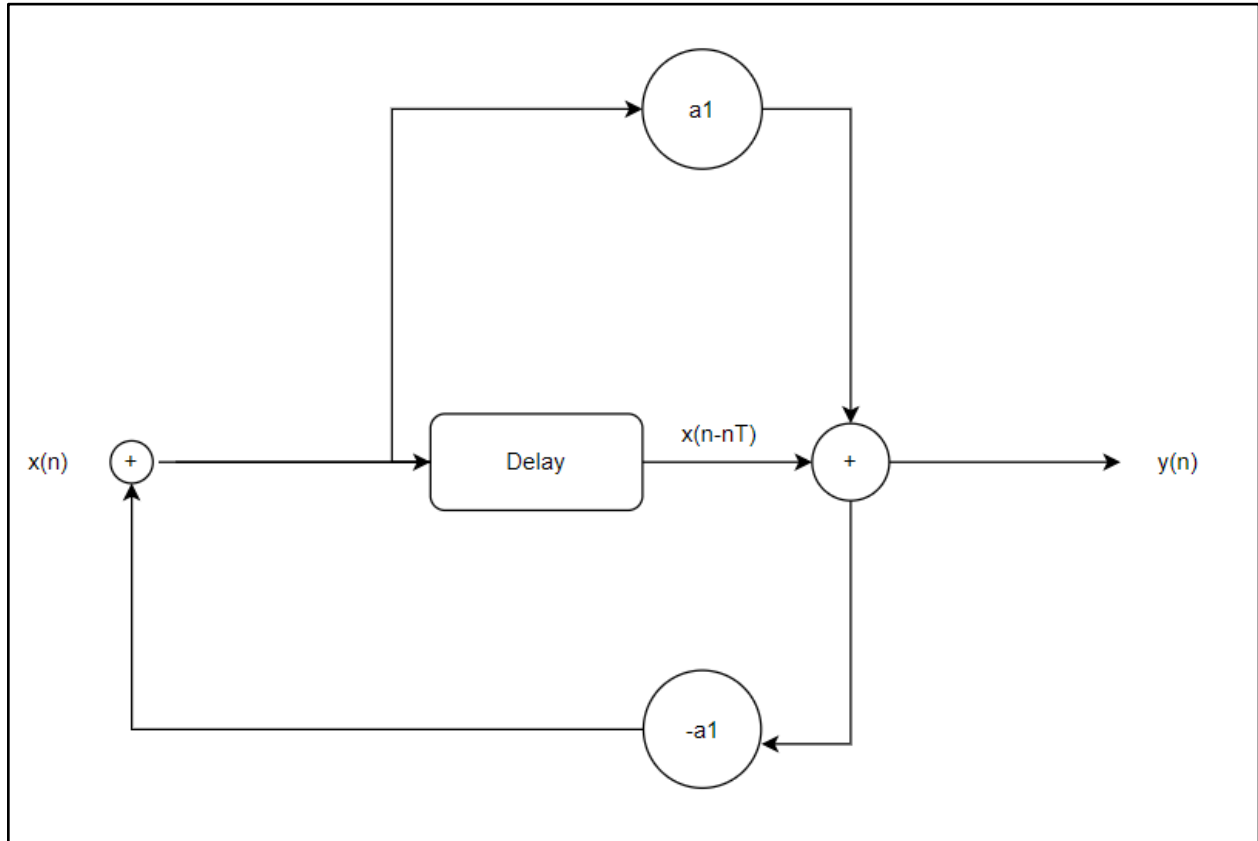 a1
x(n)
+
Delay
x(n-nT)
+
y(n)
-a1